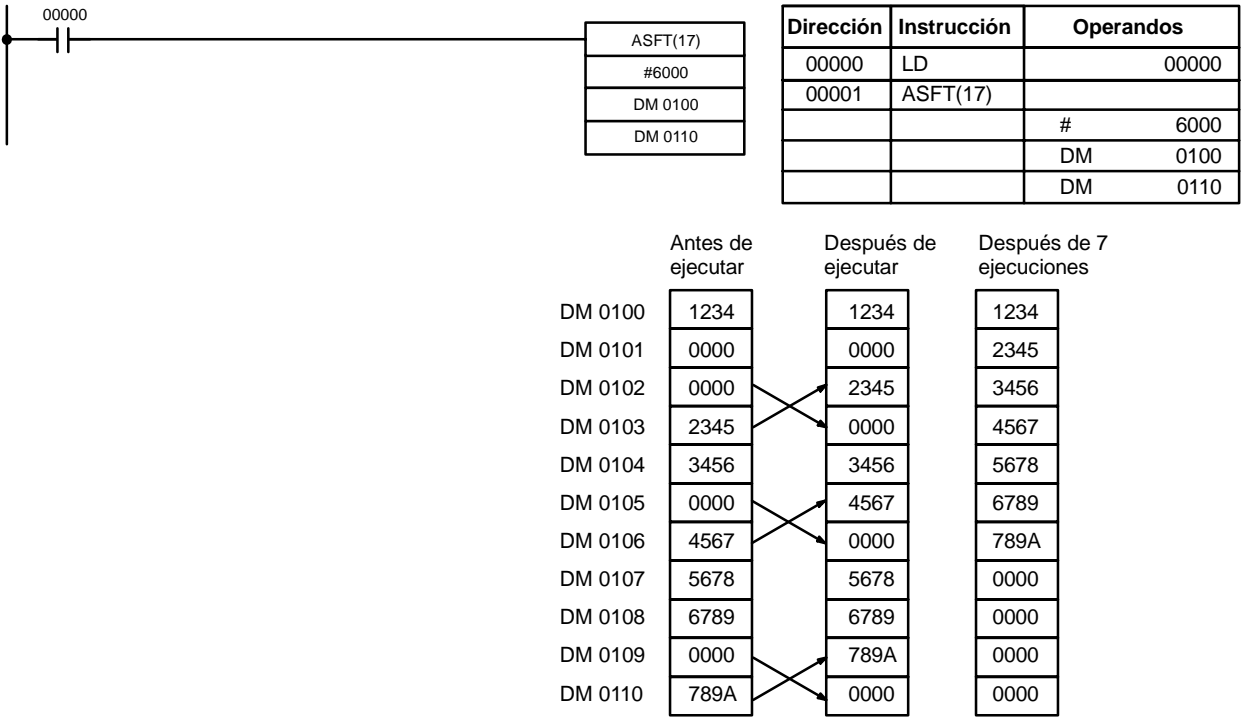 00000
ASFT(17)
#6000
DM 0100
DM 0110
Dirección Instrucción Operandos
00000 LD 00000
00001 ASFT(17)
# 6000
DM 0100
DM 0110
Antes de ejecutar
Después de ejecutar
Después de 7 ejecuciones
DM 0100 1234 1234 1234
DM 0101 0000 0000 2345
DM 0102 0000 2345 3456
DM 0103 2345 0000 4567
DM 0104 3456 3456 5678
DM 0105 0000 4567 6789
DM 0106 4567 0000 789A
DM 0107 5678 5678 0000
DM 0108 6789 6789 0000
DM 0109 0000 789A 0000
DM 0110 789A 0000 0000